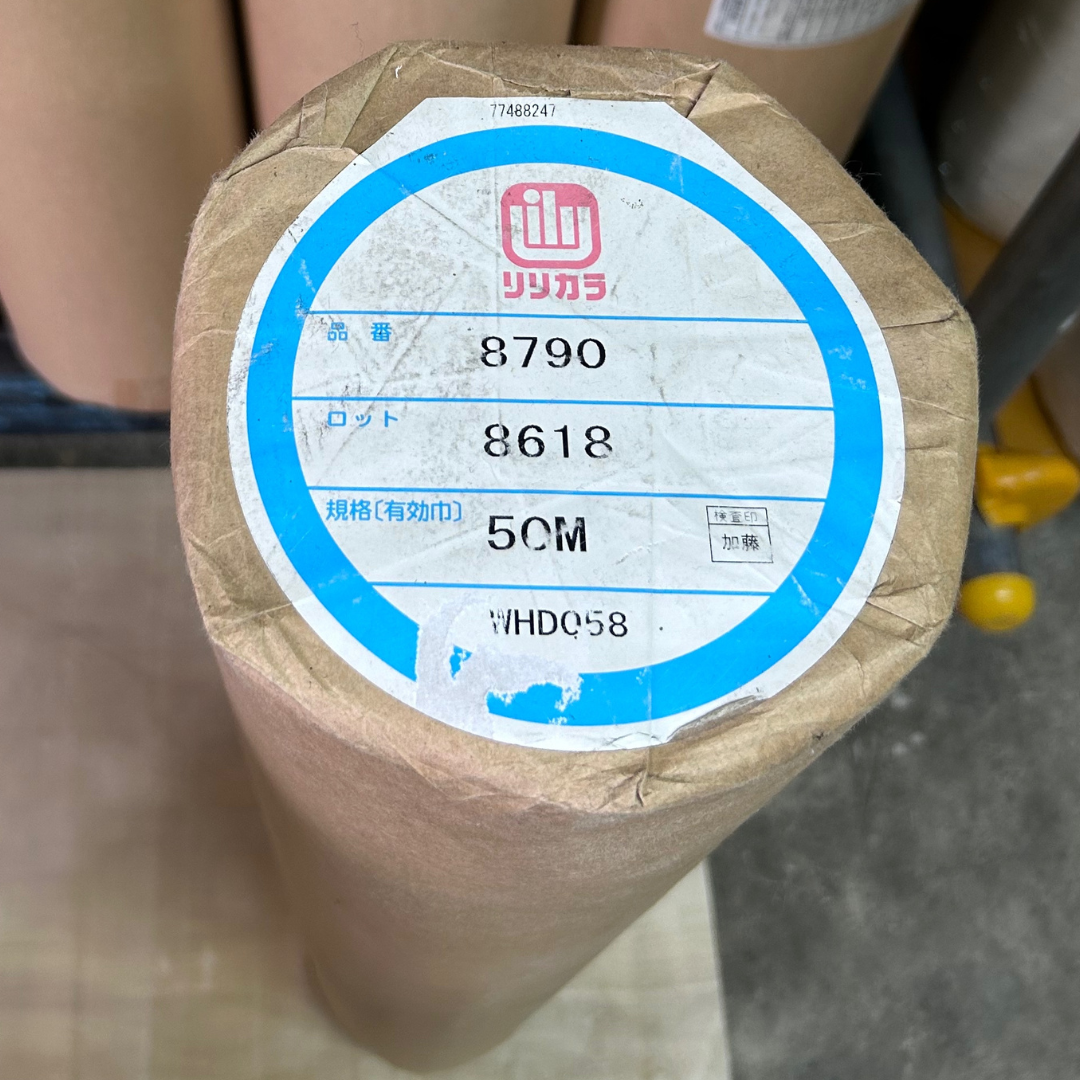 77488247
lilyy
リリカラ
品番 8790
ロット 8618
規格〔有効巾〕 50M
検査印
加藤
WHD058